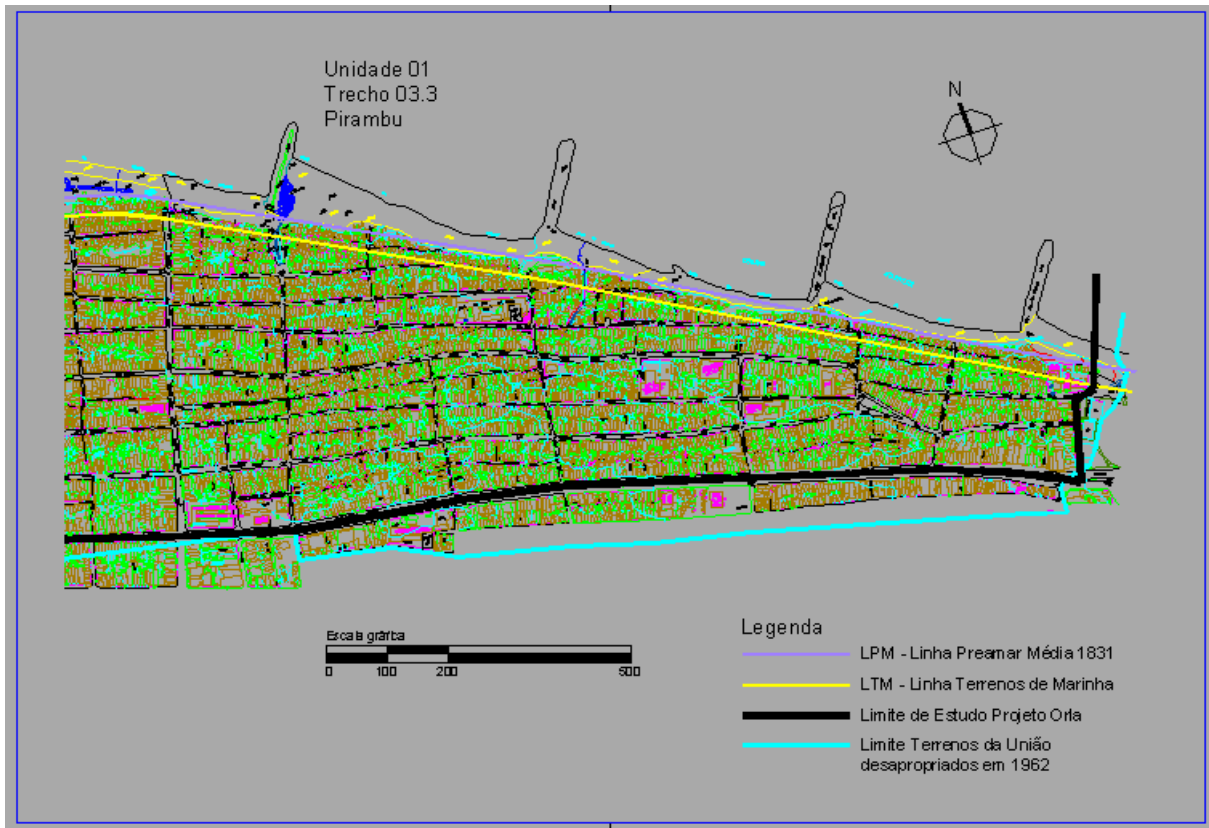 Unidade 01
Trecho 03.3
Pirambu
N
Escala gráfica
0 100 200 500
Legenda
LPM - Linha Preamar Média 1831
LTM - Linha Terrenos de Marinha
Limite de Estudo Projeto Orla
Limite Terrenos da União
desapropriados em 1962